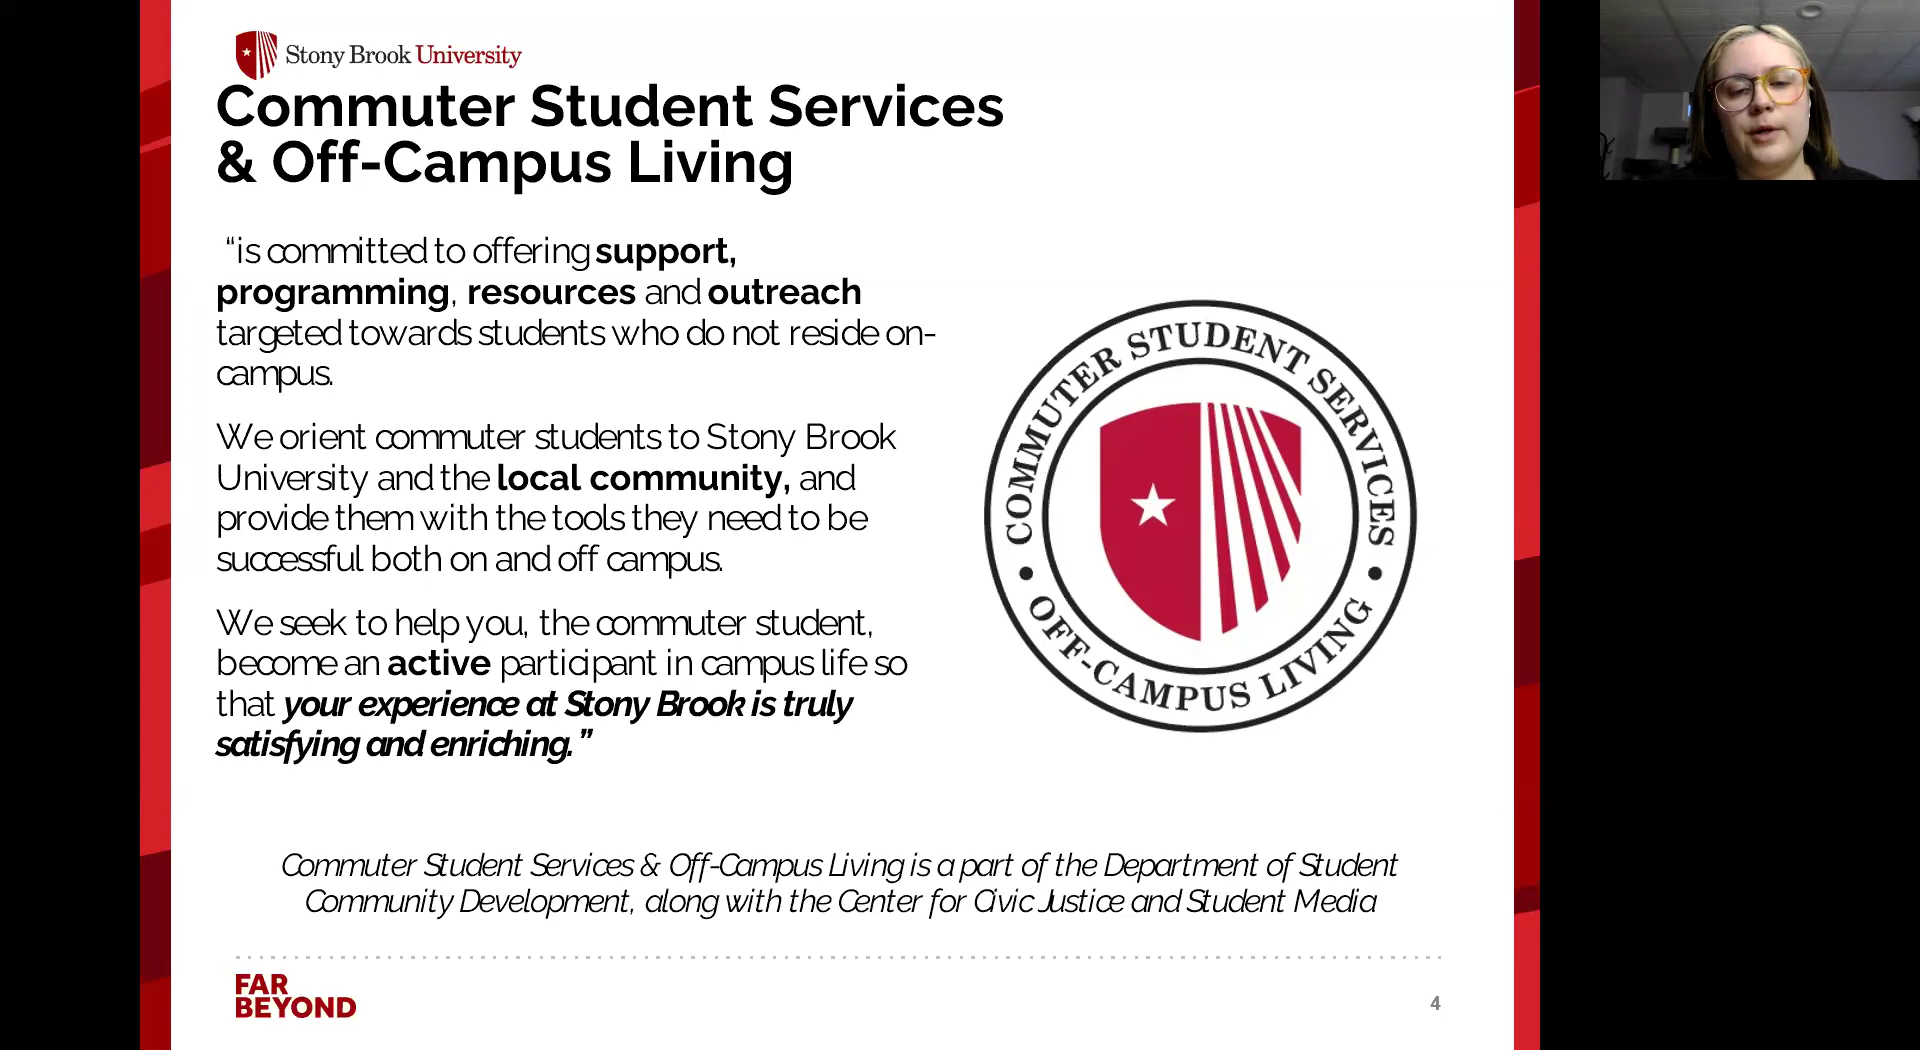 Stony Brook University
Commuter Student Services
& Off-Campus Living
“is committed to offering support,
programming, resources and outreach
targeted towards students who do not reside on-
campus.
We orient commuter students to Stony Brook
University and the local community, and
provide them with the tools they need to be
successful both on and off campus.
We seek to help you, the commuter student,
become an active participant in campus life so
that your experience at Stony Brook is truly
satisfying and enriching.”
COMMUTER STUDENT SERVICES
• OFF-CAMPUS LIVING •
Commuter Student Services & Off-Campus Living is a part of the Department of Student
Community Development, along with the Center for Civic Justice and Student Media
FAR
BEYOND
4